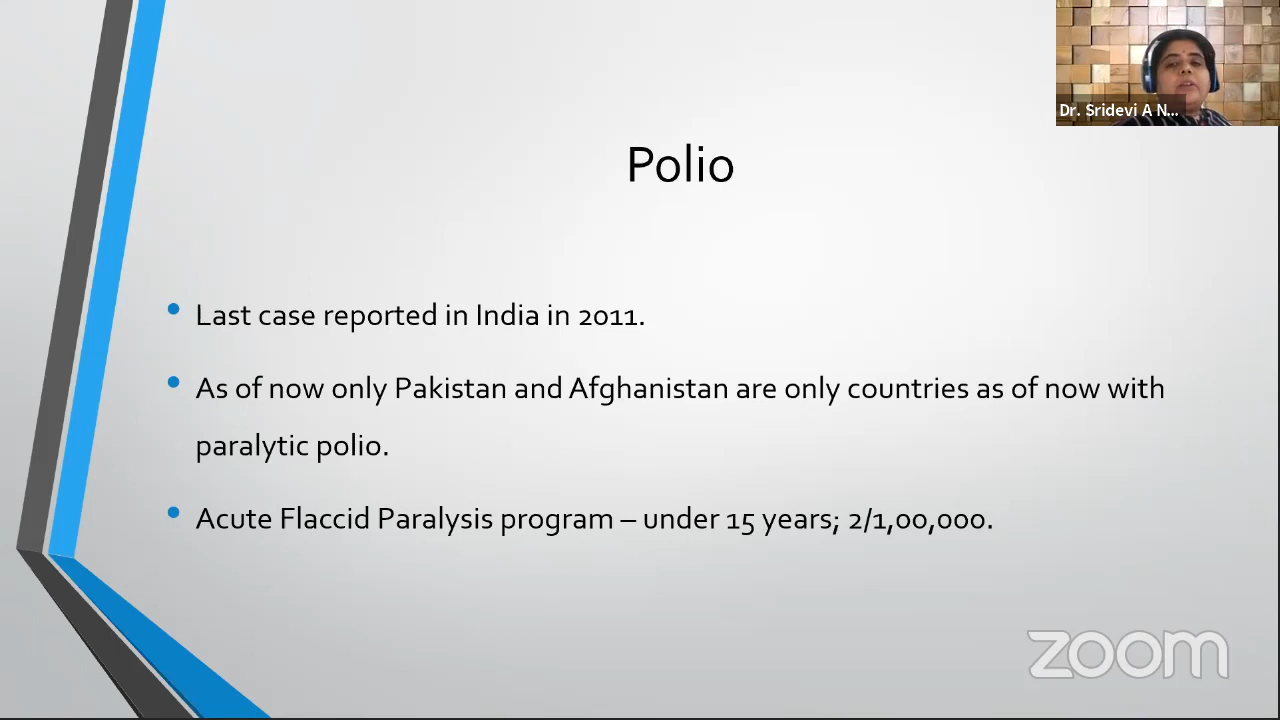 Dr. Sridevi A N...
Polio
• Last case reported in India in 2011.
• As of now only Pakistan and Afghanistan are only countries as of now with
paralytic polio.
• Acute Flaccid Paralysis program – under 15 years; 2/1,00,000.
zoom